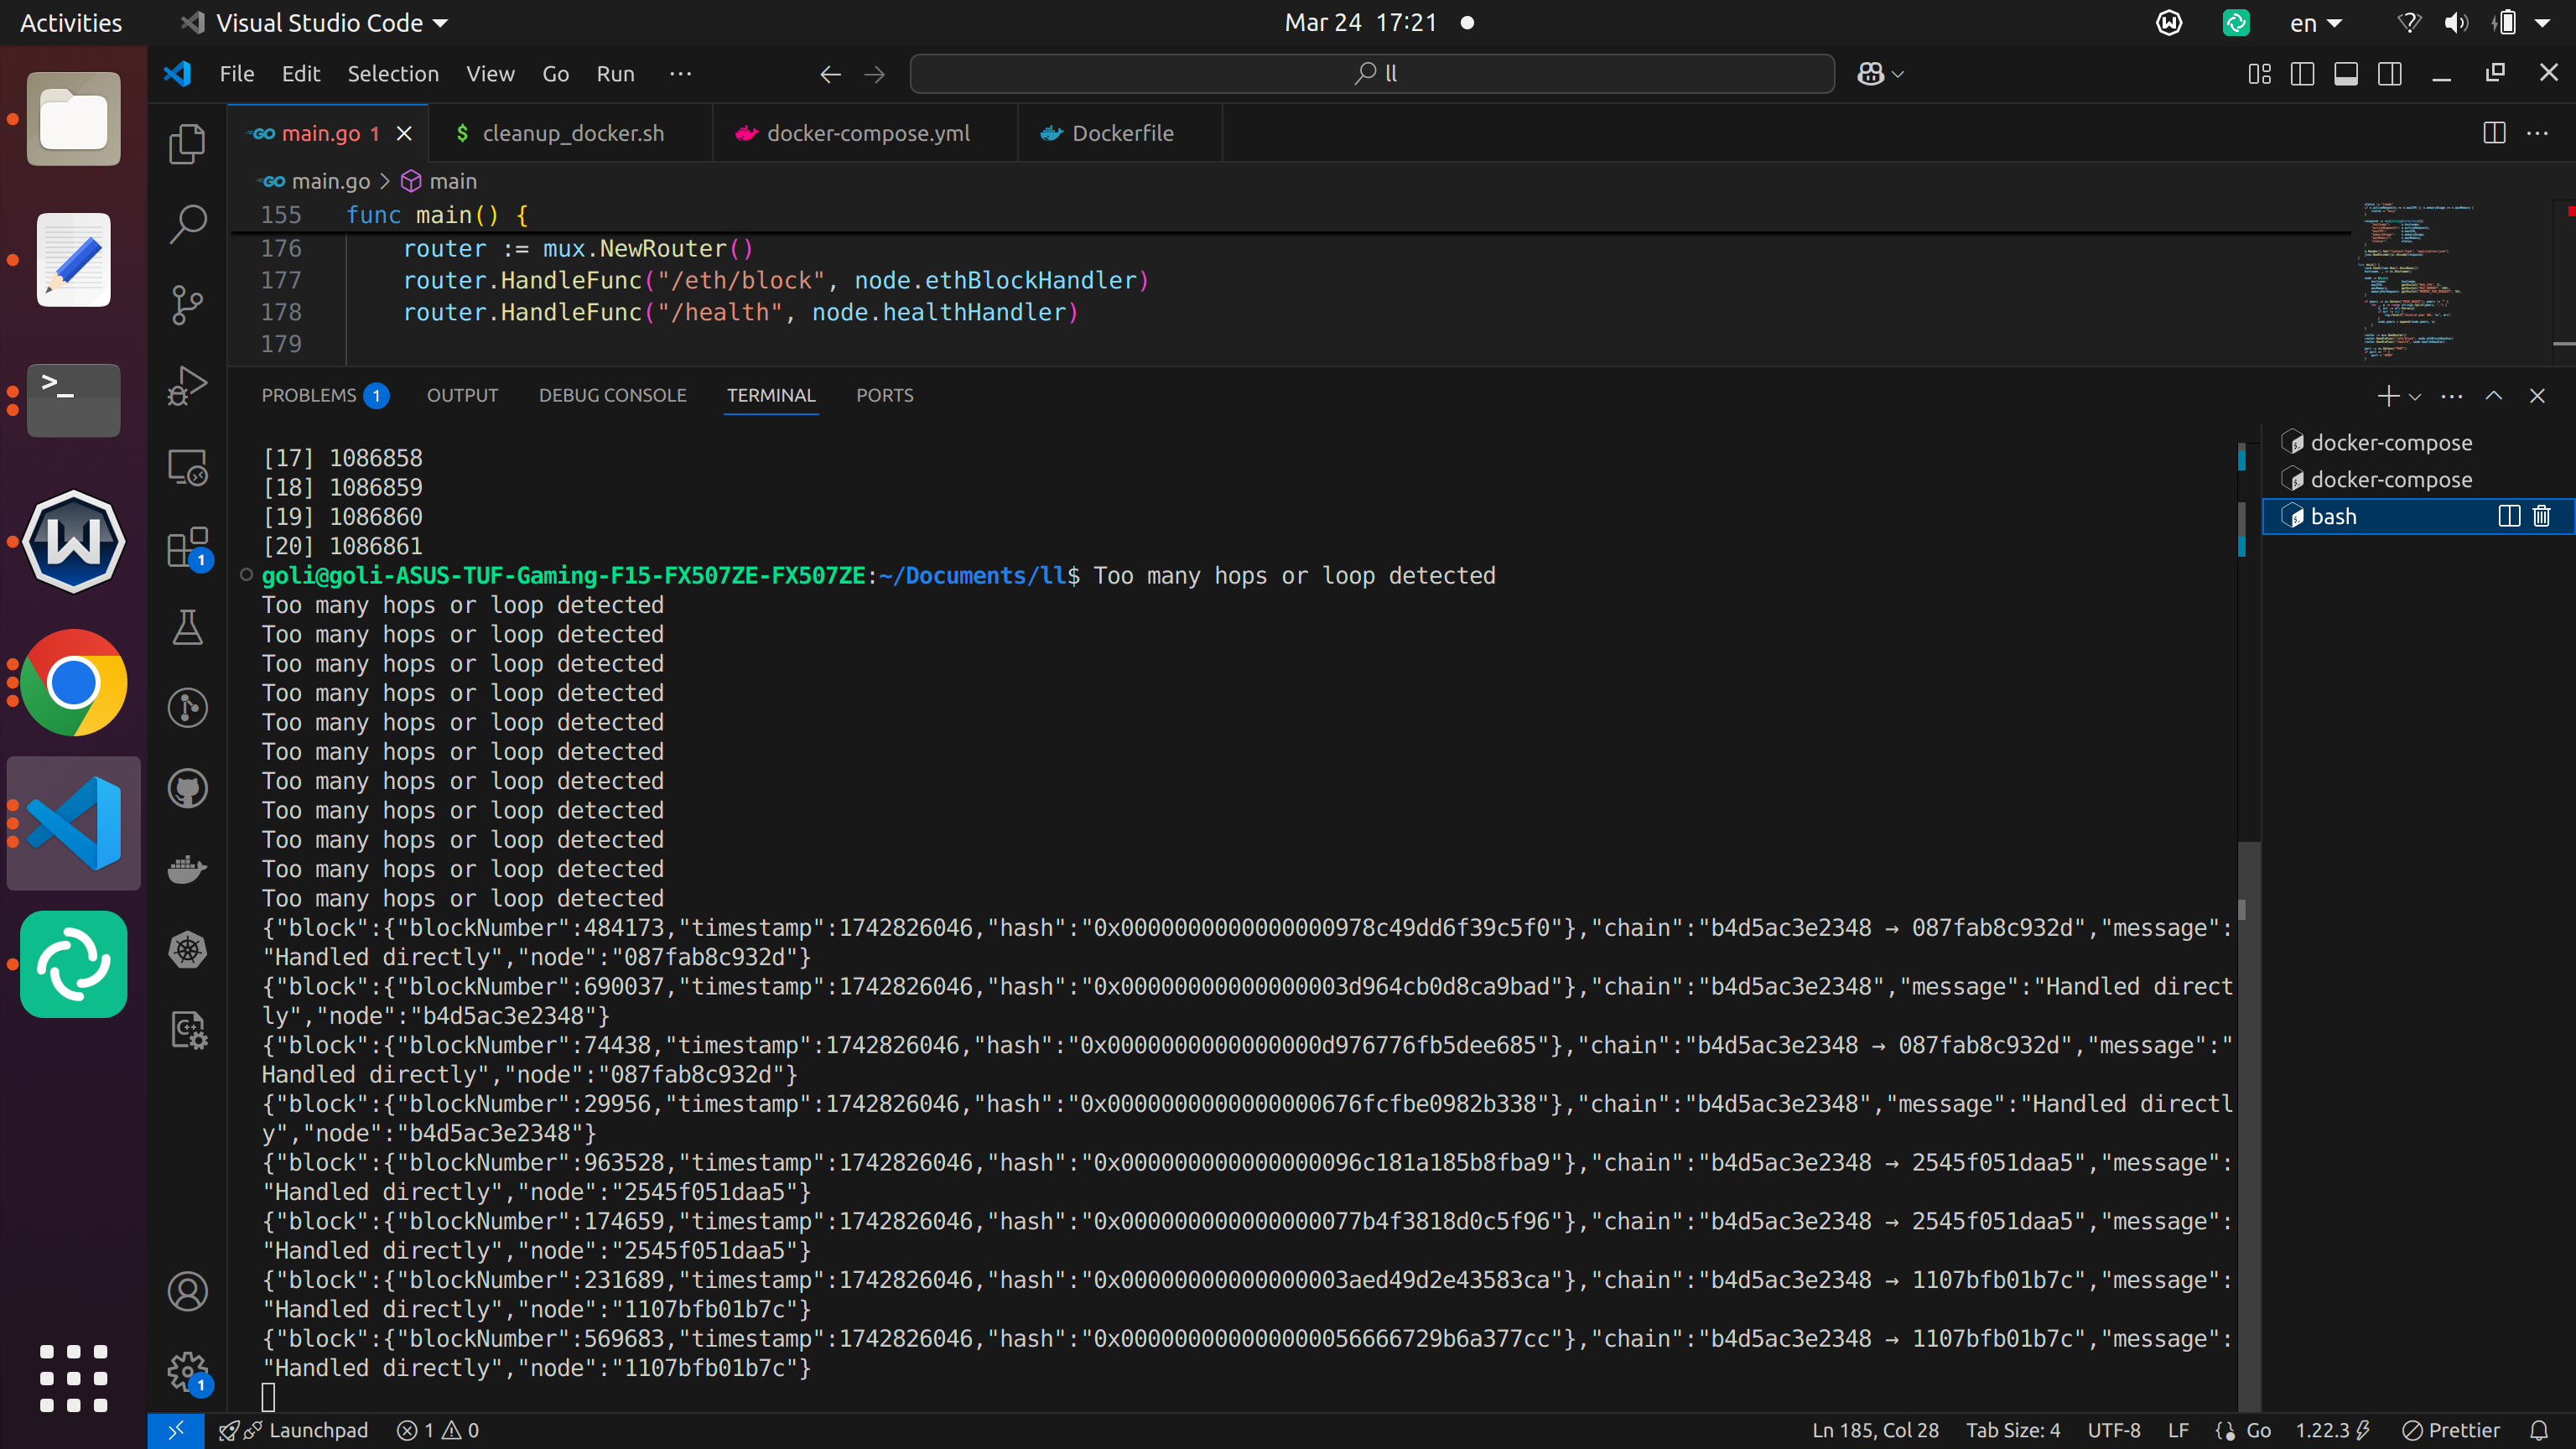 Activities
Visual Studio Code
Mar 24 17:21
en
File Edit Selection View Go Run ···
ll
main.go 1
cleanup_docker.sh
docker-compose.yml
Dockerfile
main.go > main
155 func main() {
176 router := mux.NewRouter()
177 router.HandleFunc("/eth/block", node.ethBlockHandler)
178 router.HandleFunc("/health", node.healthHandler)
179
PROBLEMS 1 OUTPUT DEBUG CONSOLE TERMINAL PORTS
docker-compose
docker-compose
bash
[17] 1086858
[18] 1086859
[19] 1086860
[20] 1086861
goli@goli-ASUS-TUF-Gaming-F15-FX507ZE-FX507ZE:~/Documents/ll$ Too many hops or loop detected
Too many hops or loop detected
Too many hops or loop detected
Too many hops or loop detected
Too many hops or loop detected
Too many hops or loop detected
Too many hops or loop detected
Too many hops or loop detected
Too many hops or loop detected
Too many hops or loop detected
Too many hops or loop detected
Too many hops or loop detected
{"block":{"blockNumber":484173,"timestamp":1742826046,"hash":"0x0000000000000000978c49dd6f39c5f0"},"chain":"b4d5ac3e2348 → 087fab8c932d","message":
"Handled directly","node":"087fab8c932d"}
{"block":{"blockNumber":690037,"timestamp":1742826046,"hash":"0x00000000000000003d964cb0d8ca9bad"},"chain":"b4d5ac3e2348","message":"Handled direct
ly","node":"b4d5ac3e2348"}
{"block":{"blockNumber":74438,"timestamp":1742826046,"hash":"0x0000000000000000d976776fb5dee685"},"chain":"b4d5ac3e2348 → 087fab8c932d","message":"
Handled directly","node":"087fab8c932d"}
{"block":{"blockNumber":29956,"timestamp":1742826046,"hash":"0x0000000000000000676fcfbe0982b338"},"chain":"b4d5ac3e2348","message":"Handled directl
y","node":"b4d5ac3e2348"}
{"block":{"blockNumber":963528,"timestamp":1742826046,"hash":"0x000000000000000096c181a185b8fba9"},"chain":"b4d5ac3e2348 → 2545f051daa5","message":
"Handled directly","node":"2545f051daa5"}
{"block":{"blockNumber":174659,"timestamp":1742826046,"hash":"0x000000000000000077b4f3818d0c5f96"},"chain":"b4d5ac3e2348 → 2545f051daa5","message":
"Handled directly","node":"2545f051daa5"}
{"block":{"blockNumber":231689,"timestamp":1742826046,"hash":"0x00000000000000003aed49d2e43583ca"},"chain":"b4d5ac3e2348 → 1107bfb01b7c","message":
"Handled directly","node":"1107bfb01b7c"}
{"block":{"blockNumber":569683,"timestamp":1742826046,"hash":"0x000000000000000056666729b6a377cc"},"chain":"b4d5ac3e2348 → 1107bfb01b7c","message":
"Handled directly","node":"1107bfb01b7c"}
1
1
Launchpad 1 0 Ln 185, Col 28 Tab Size: 4 UTF-8 LF Go 1.22.3 Prettier